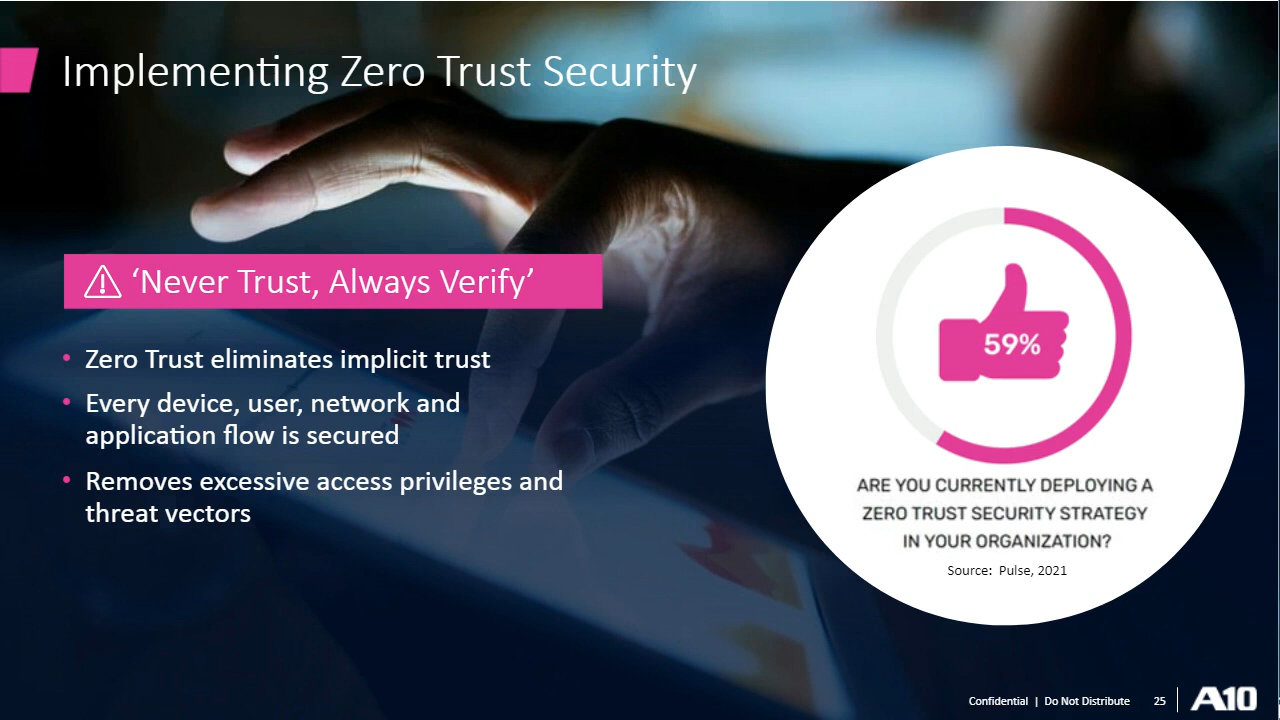 Implementing Zero Trust Security
‘Never Trust, Always Verify’
• Zero Trust eliminates implicit trust
• Every device, user, network and
application flow is secured
• Removes excessive access privileges and
threat vectors
59%
ARE YOU CURRENTLY DEPLOYING A
ZERO TRUST SECURITY STRATEGY
IN YOUR ORGANIZATION?
Source: Pulse, 2021
Confidential | Do Not Distribute 25 A10